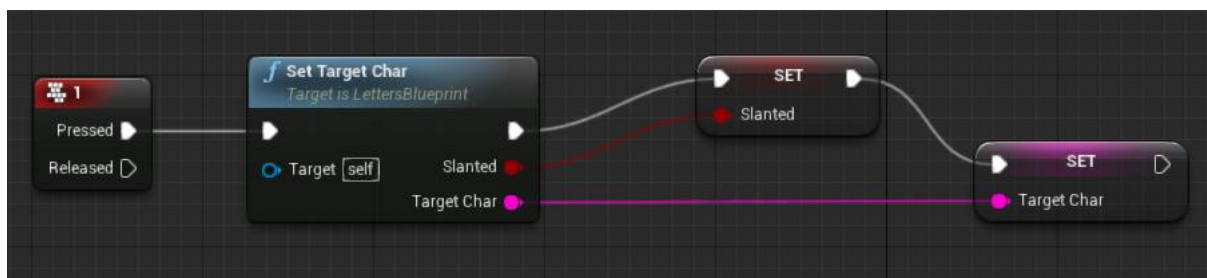 1
Pressed
Released
Set Target Char
Target is LettersBlueprint
Target self
Slanted
Target Char
SET
Slanted
SET
Target Char